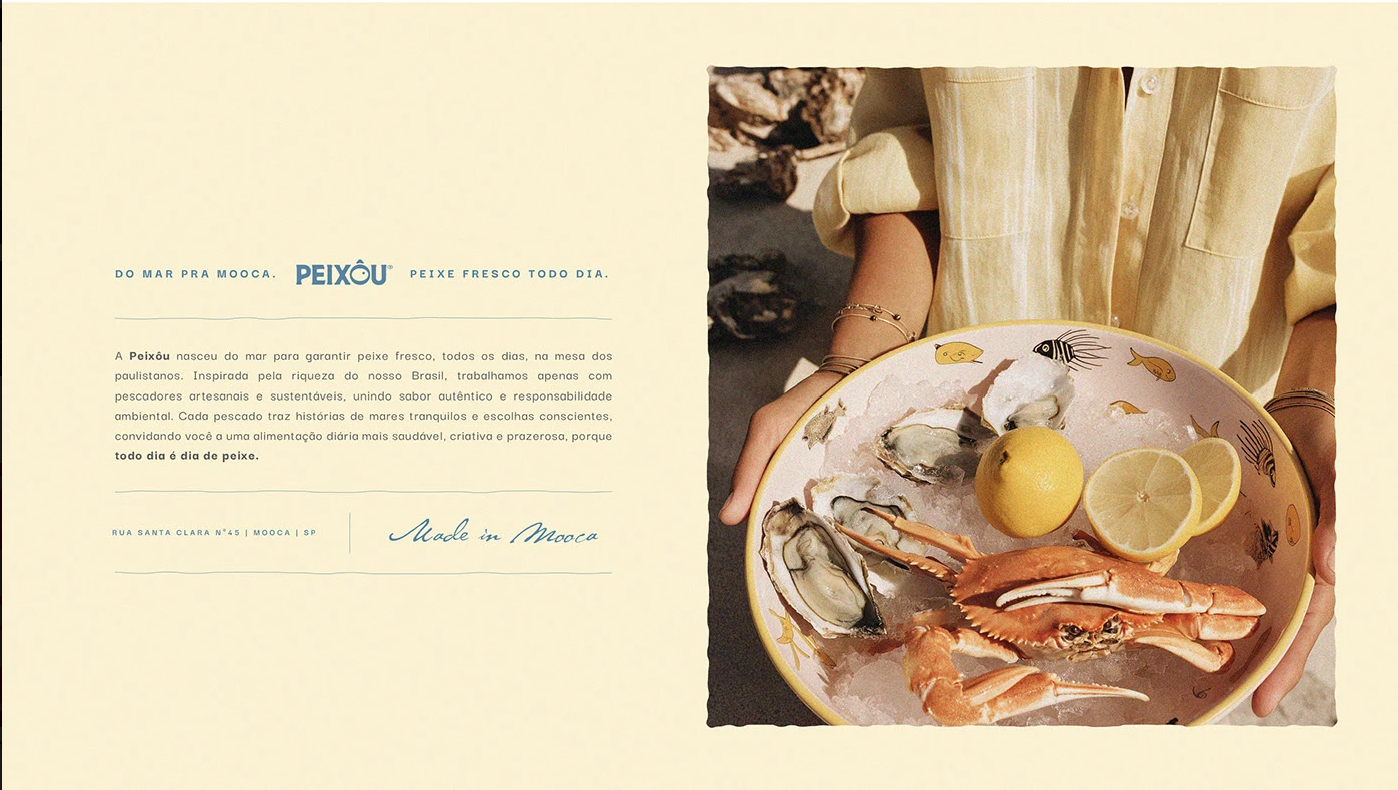 DO MAR PRA MOOCA. PEIXÔU® PEIXE FRESCO TODO DIA.
A Peixôu nasceu do mar para garantir peixe fresco, todos os dias, na mesa dos
paulistanos. Inspirada pela riqueza do nosso Brasil, trabalhamos apenas com
pescadores artesanais e sustentáveis, unindo sabor autêntico e responsabilidade
ambiental. Cada pescado traz histórias de mares tranquilos e escolhas conscientes,
convidando você a uma alimentação diária mais saudável, criativa e prazerosa, porque
todo dia é dia de peixe.
RUA SANTA CLARA N°45 | MOOCA | SP
Made in Mooca